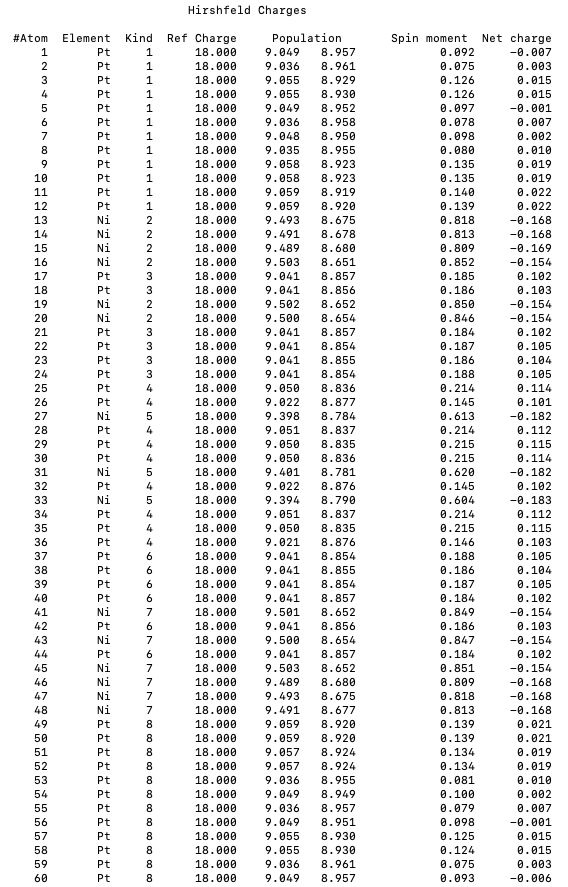 Hirshfeld Charges
#Atom Element Kind Ref Charge Population Spin moment Net charge
1 Pt 1 18.000 9.049 8.957 0.092 −0.007
2 Pt 1 18.000 9.036 8.961 0.075 0.003
3 Pt 1 18.000 9.055 8.929 0.126 0.015
4 Pt 1 18.000 9.055 8.930 0.126 0.015
5 Pt 1 18.000 9.049 8.952 0.097 −0.001
6 Pt 1 18.000 9.036 8.958 0.078 0.007
7 Pt 1 18.000 9.048 8.950 0.098 0.002
8 Pt 1 18.000 9.035 8.955 0.080 0.010
9 Pt 1 18.000 9.058 8.923 0.135 0.019
10 Pt 1 18.000 9.058 8.923 0.135 0.019
11 Pt 1 18.000 9.059 8.919 0.140 0.022
12 Pt 1 18.000 9.059 8.920 0.139 0.022
13 Ni 2 18.000 9.493 8.675 0.818 −0.168
14 Ni 2 18.000 9.491 8.678 0.813 −0.168
15 Ni 2 18.000 9.489 8.680 0.809 −0.169
16 Ni 2 18.000 9.503 8.651 0.852 −0.154
17 Pt 3 18.000 9.041 8.857 0.185 0.102
18 Pt 3 18.000 9.041 8.856 0.186 0.103
19 Ni 2 18.000 9.502 8.652 0.850 −0.154
20 Ni 2 18.000 9.500 8.654 0.846 −0.154
21 Pt 3 18.000 9.041 8.857 0.184 0.102
22 Pt 3 18.000 9.041 8.854 0.187 0.105
23 Pt 3 18.000 9.041 8.855 0.186 0.104
24 Pt 3 18.000 9.041 8.854 0.188 0.105
25 Pt 4 18.000 9.050 8.836 0.214 0.114
26 Pt 4 18.000 9.022 8.877 0.145 0.101
27 Ni 5 18.000 9.398 8.784 0.613 −0.182
28 Pt 4 18.000 9.051 8.837 0.214 0.112
29 Pt 4 18.000 9.050 8.835 0.215 0.115
30 Pt 4 18.000 9.050 8.836 0.215 0.114
31 Ni 5 18.000 9.401 8.781 0.620 −0.182
32 Pt 4 18.000 9.022 8.876 0.145 0.102
33 Ni 5 18.000 9.394 8.790 0.604 −0.183
34 Pt 4 18.000 9.051 8.837 0.214 0.112
35 Pt 4 18.000 9.050 8.835 0.215 0.115
36 Pt 4 18.000 9.021 8.876 0.146 0.103
37 Pt 6 18.000 9.041 8.854 0.188 0.105
38 Pt 6 18.000 9.041 8.855 0.186 0.104
39 Pt 6 18.000 9.041 8.854 0.187 0.105
40 Pt 6 18.000 9.041 8.857 0.184 0.102
41 Ni 7 18.000 9.501 8.652 0.849 −0.154
42 Pt 6 18.000 9.041 8.856 0.186 0.103
43 Ni 7 18.000 9.500 8.654 0.847 −0.154
44 Pt 6 18.000 9.041 8.857 0.184 0.102
45 Ni 7 18.000 9.503 8.652 0.851 −0.154
46 Ni 7 18.000 9.489 8.680 0.809 −0.168
47 Ni 7 18.000 9.493 8.675 0.818 −0.168
48 Ni 7 18.000 9.491 8.677 0.813 −0.168
49 Pt 8 18.000 9.059 8.920 0.139 0.021
50 Pt 8 18.000 9.059 8.920 0.139 0.021
51 Pt 8 18.000 9.057 8.924 0.134 0.019
52 Pt 8 18.000 9.057 8.924 0.134 0.019
53 Pt 8 18.000 9.036 8.955 0.081 0.010
54 Pt 8 18.000 9.049 8.949 0.100 0.002
55 Pt 8 18.000 9.036 8.957 0.079 0.007
56 Pt 8 18.000 9.049 8.951 0.098 −0.001
57 Pt 8 18.000 9.055 8.930 0.125 0.015
58 Pt 8 18.000 9.055 8.930 0.124 0.015
59 Pt 8 18.000 9.036 8.961 0.075 0.003
60 Pt 8 18.000 9.049 8.957 0.093 −0.006